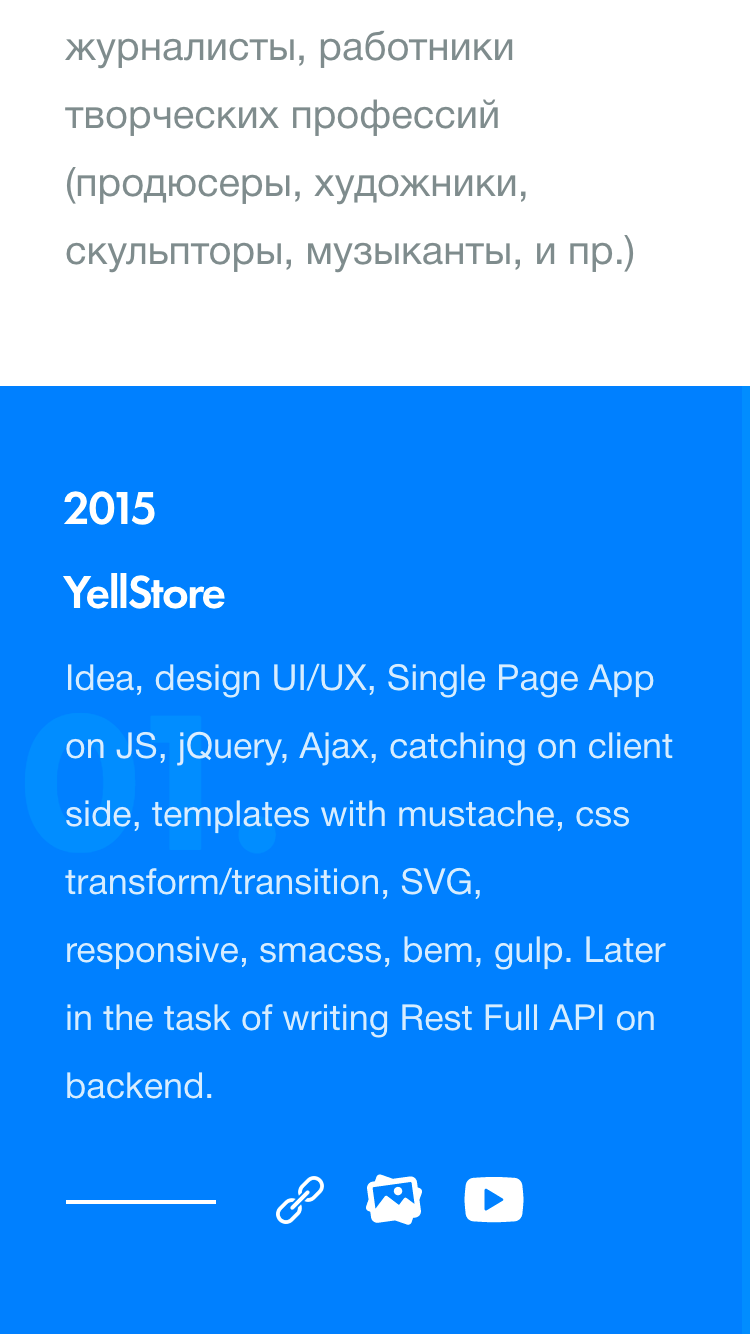 журналисты, работники
творческих профессий
(продюсеры, художники,
скульпторы, музыканты, и пр.)
2015
YellStore
01.
Idea, design UI/UX, Single Page App
on JS, jQuery, Ajax, catching on client
side, templates with mustache, css
transform/transition, SVG,
responsive, smacss, bem, gulp. Later
in the task of writing Rest Full API on
backend.